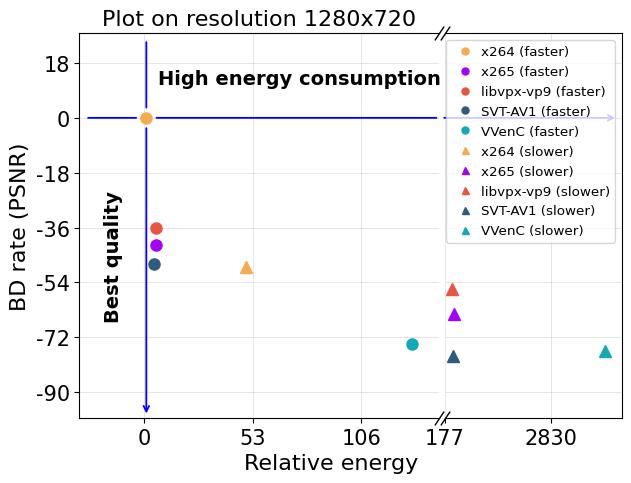 Plot on resolution 1280x720
18
0
-18
-36
-54
-72
-90
BD rate (PSNR)
High energy consumption
Best quality
x264 (faster)
x265 (faster)
libvpx-vp9 (faster)
SVT-AV1 (faster)
VVenC (faster)
x264 (slower)
x265 (slower)
libvpx-vp9 (slower)
SVT-AV1 (slower)
VVenC (slower)
0 53 106 177 2830
Relative energy